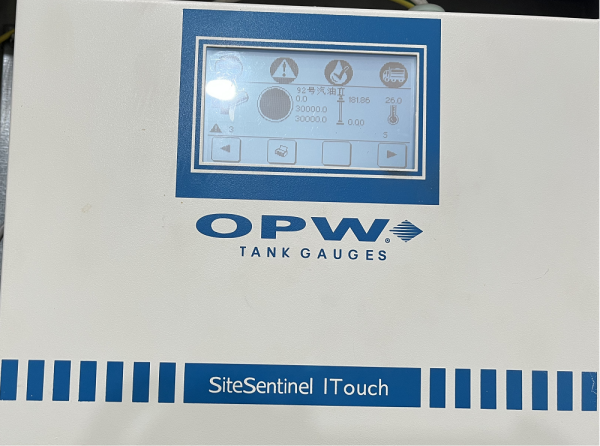 92号汽油 II
0.0 181.86 26.0
30000.0
30000.0 0.00
3 3
OPW
®
TANK GAUGES
SiteSentinel ITouch